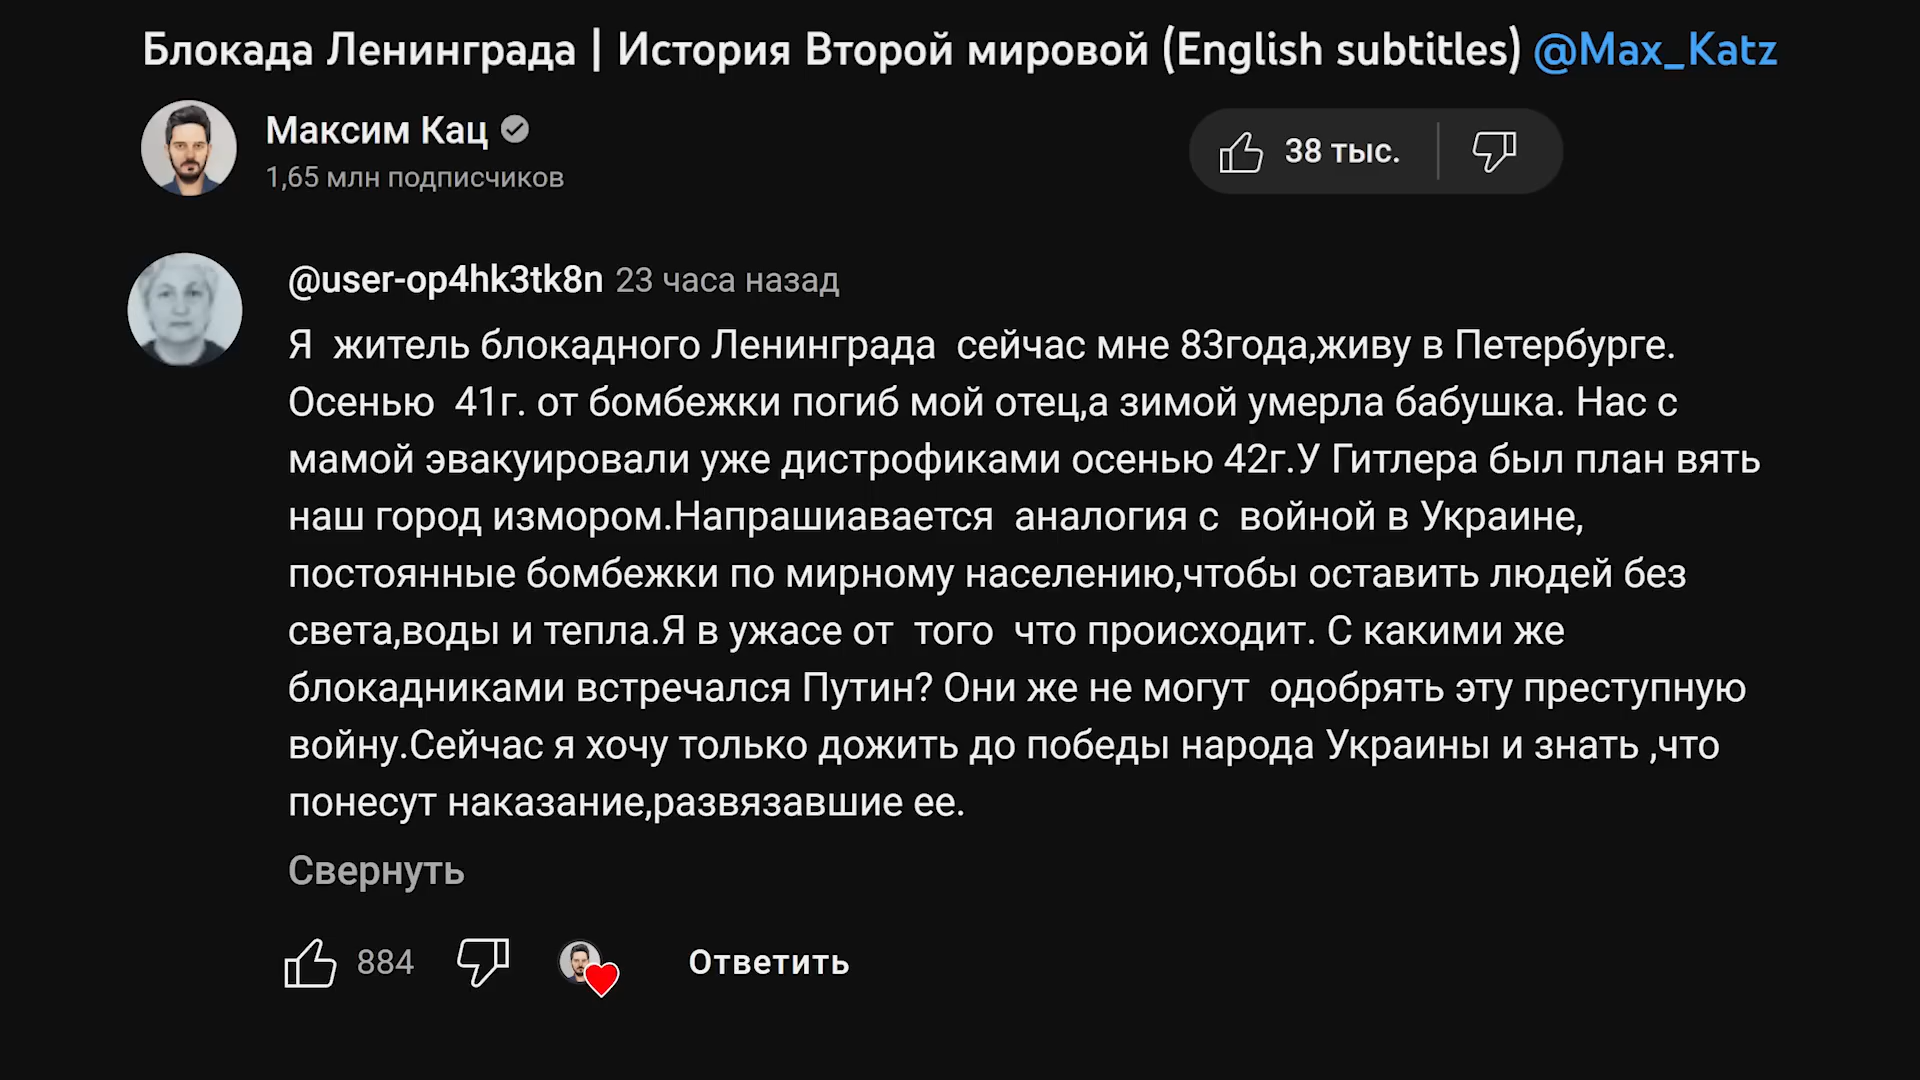 Блокада Ленинграда | История Второй мировой (English subtitles) @Max_Katz
Максим Кац
1,65 млн подписчиков
38 тыс.
@user-op4hk3tk8n 23 часа назад
Я житель блокадного Ленинграда сейчас мне 83года,живу в Петербурге.
Осенью 41г. от бомбежки погиб мой отец,а зимой умерла бабушка. Нас с
мамой эвакуировали уже дистрофиками осенью 42г.У Гитлера был план вять
наш город измором.Напрашиавается аналогия с войной в Украине,
постоянные бомбежки по мирному населению,чтобы оставить людей без
света,воды и тепла.Я в ужасе от того что происходит. С какими же
блокадниками встречался Путин? Они же не могут одобрять эту преступную
войну.Сейчас я хочу только дожить до победы народа Украины и знать ,что
понесут наказание,развязавшие ее.
Свернуть
884
Ответить